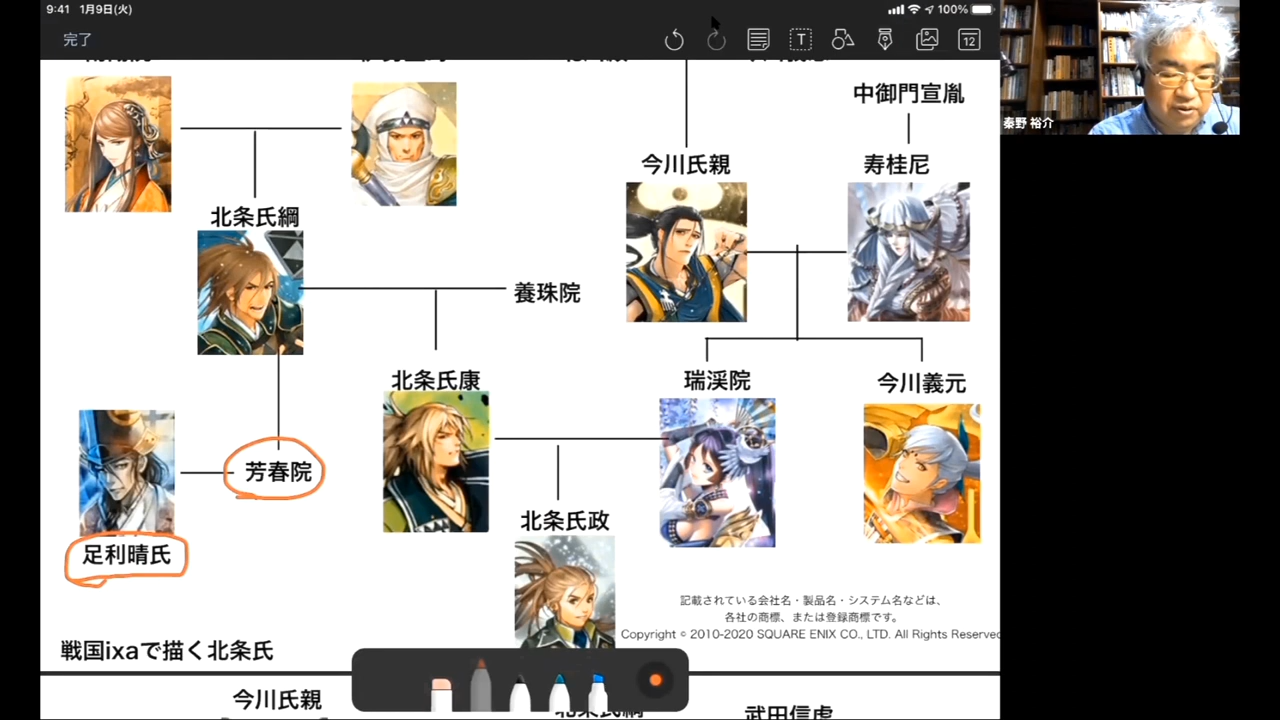 9:41 1月9日(火)
100%
完了
12
中御門宣胤
秦野 裕介
今川氏親
寿桂尼
北条氏綱
養珠院
北条氏康
瑞渓院
今川義元
芳春院
北条氏政
足利晴氏
記載されている会社名・製品名・システム名などは、
各社の商標、または登録商標です。
Copyright © 2010-2020 SQUARE ENIX CO., LTD. All Rights Reserved
戦国ixaで描く北条氏
今川氏親
北条氏綱
武田信虎